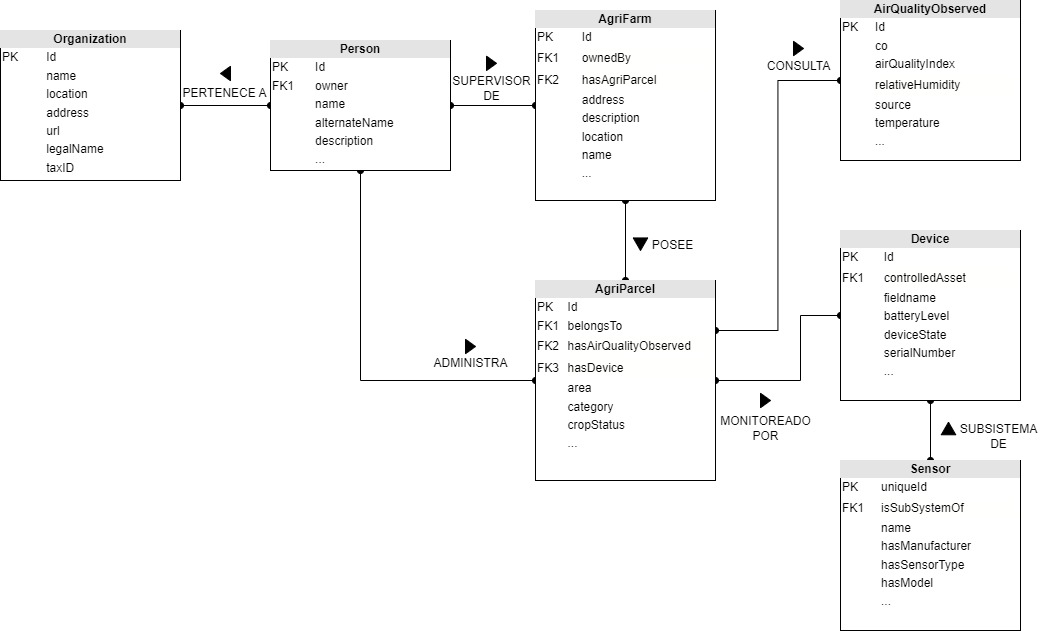 Organization
PK Id
name
location
address
url
legalName
taxID
PERTENECE A
Person
PK Id
FK1 owner
name
alternateName
description
...
SUPERVISOR
DE
AgriFarm
PK Id
FK1 ownedBy
FK2 hasAgriParcel
address
description
location
name
...
CONSULTA
AirQualityObserved
PK Id
co
airQualityIndex
relativeHumidity
source
temperature
...
POSEE
ADMINISTRA
AgriParcel
PK Id
FK1 belongsTo
FK2 hasAirQualityObserved
FK3 hasDevice
area
category
cropStatus
...
MONITOREADO
POR
Device
PK Id
FK1 controlledAsset
fieldname
batteryLevel
deviceState
serialNumber
...
SUBSISTEMA
DE
Sensor
PK uniqueId
FK1 isSubSystemOf
name
hasManufacturer
hasSensorType
hasModel
...